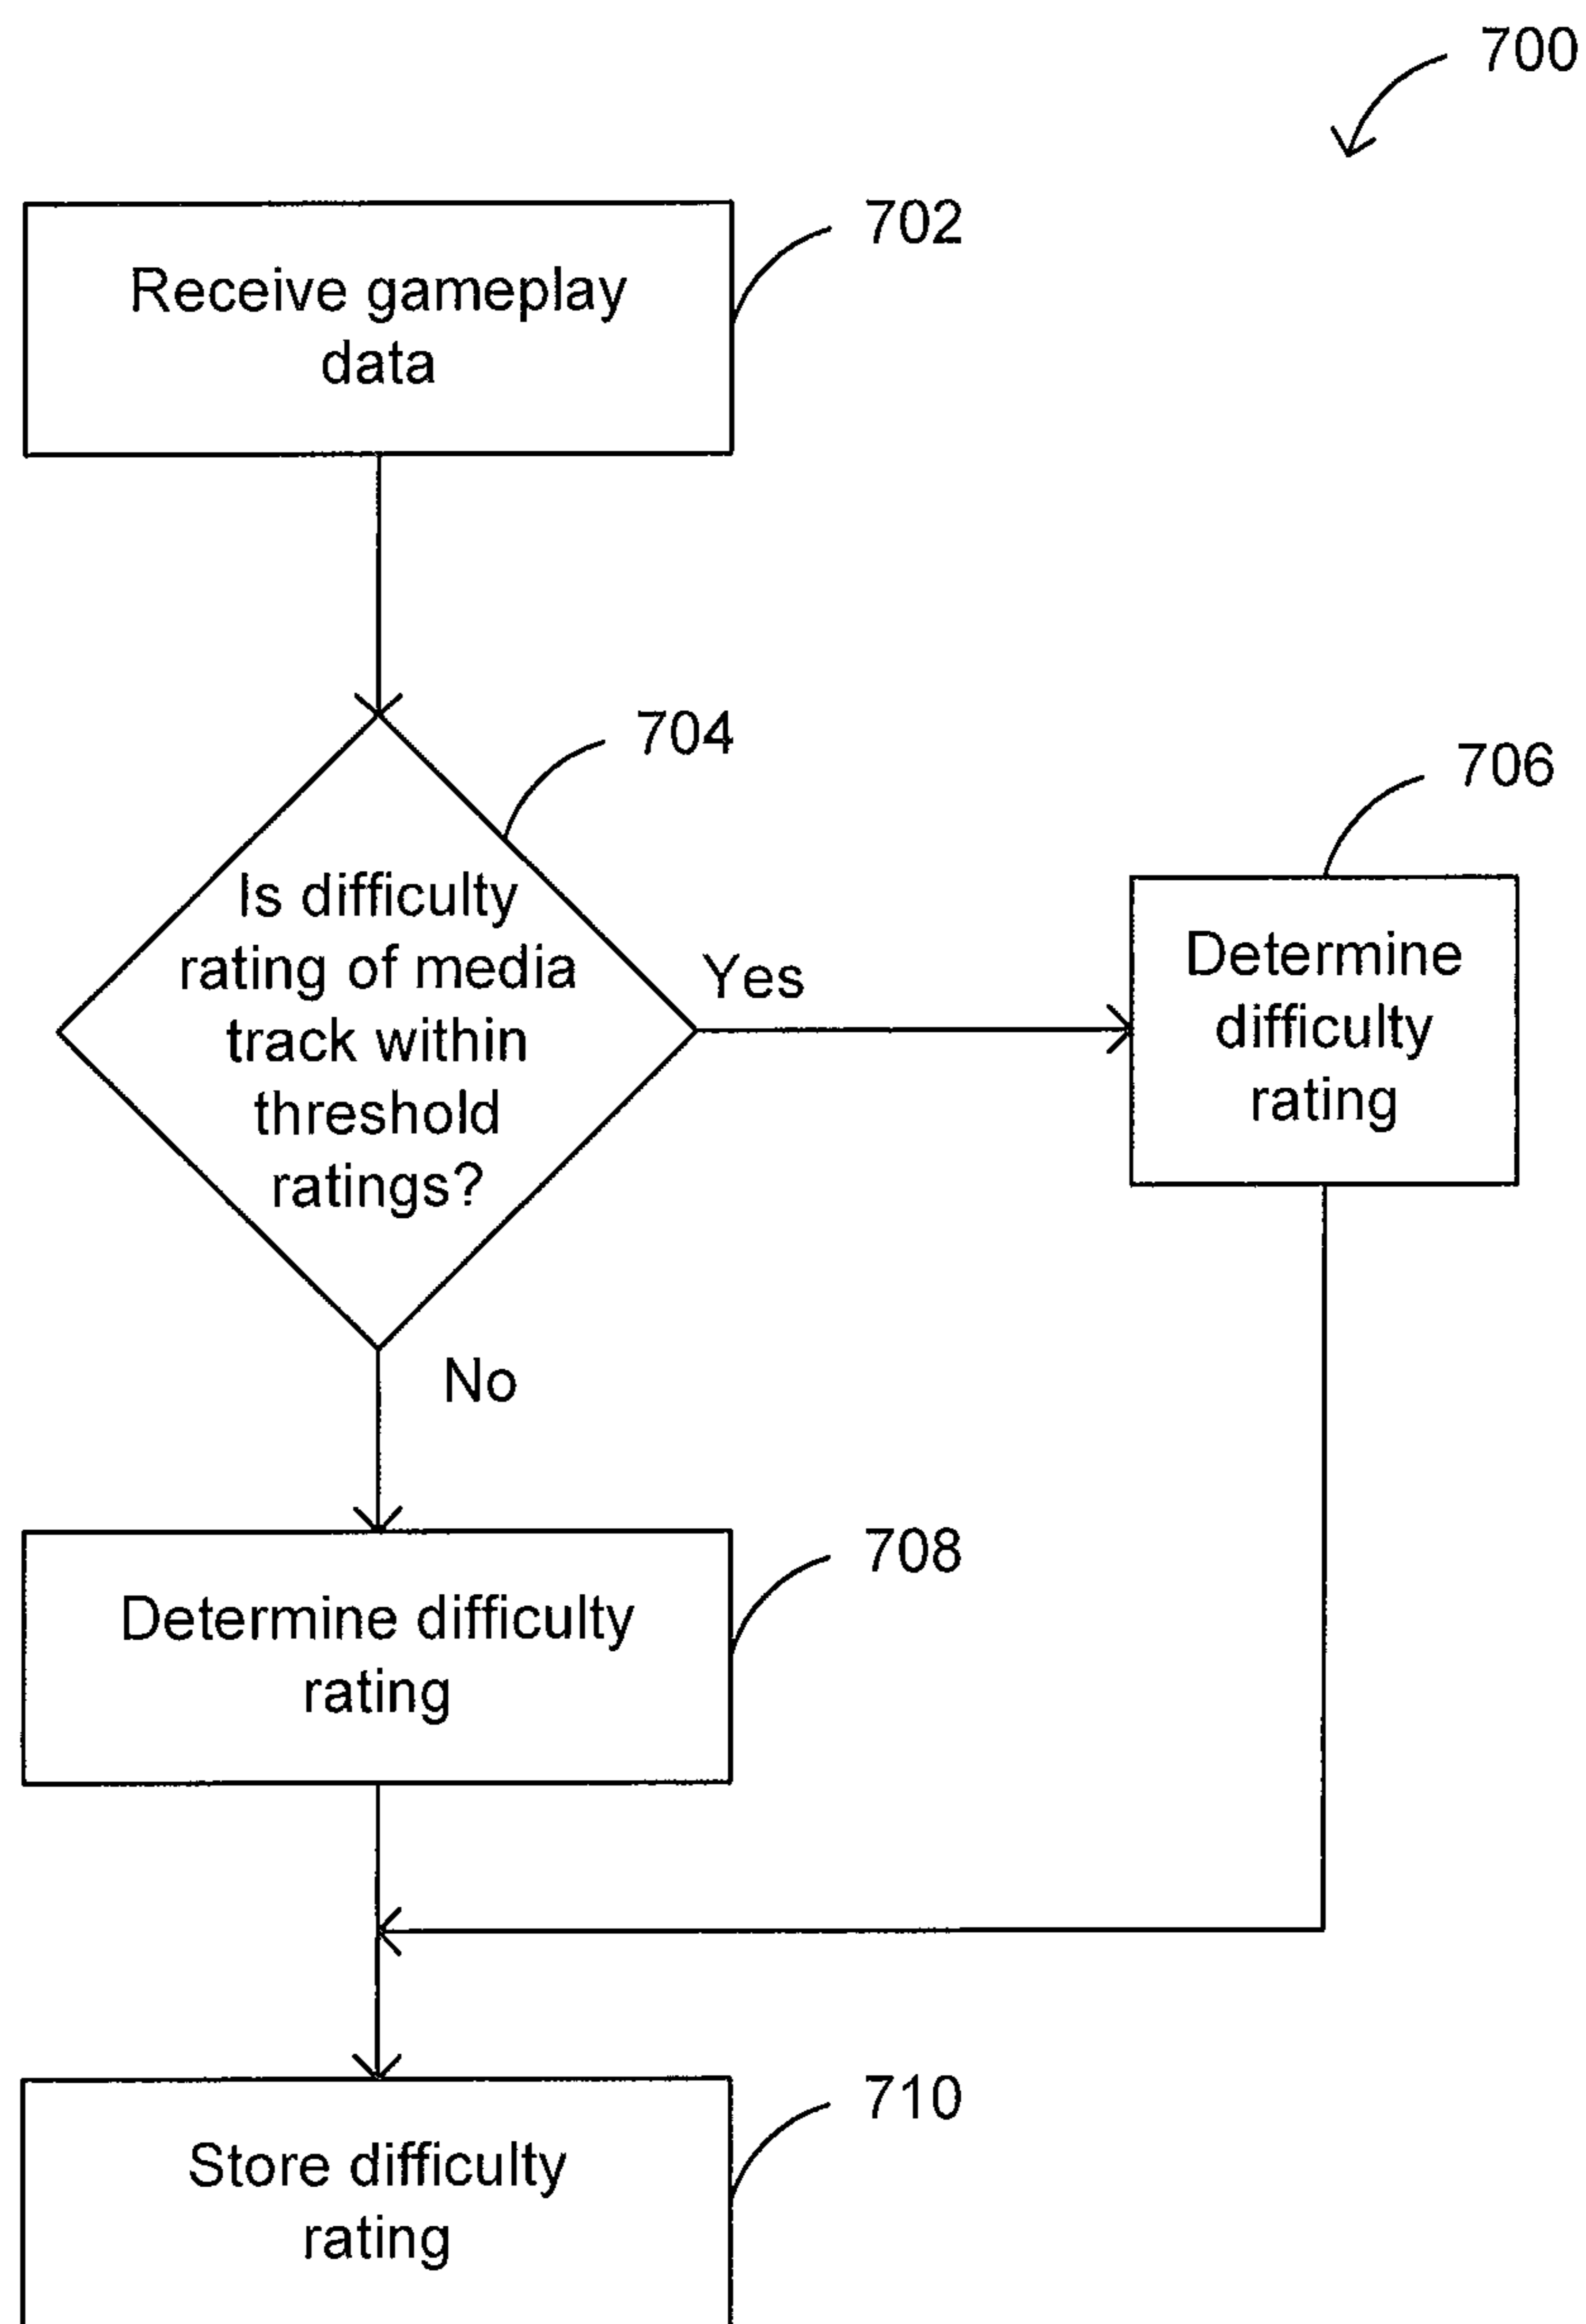 700
702
Receive gameplay
data
704
Is difficulty
rating of media
track within
threshold
ratings?
Yes
706
Determine
difficulty
rating
No
708
Determine difficulty
rating
710
Store difficulty
rating